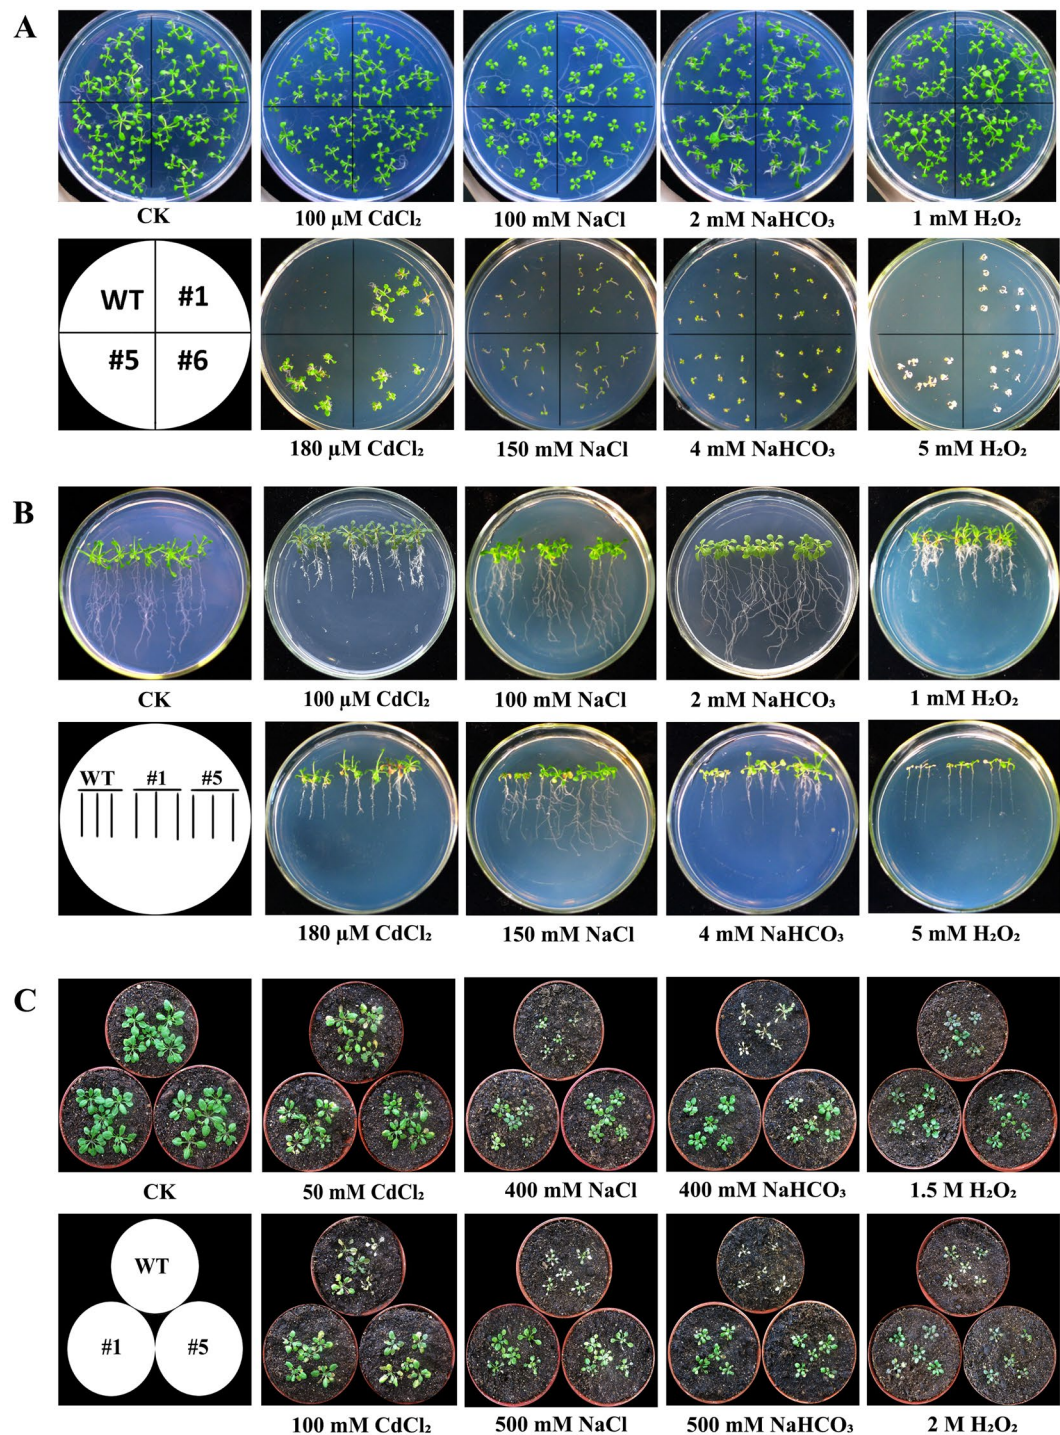 A
CK
100 µM CdCl₂
100 mM NaCl
2 mM NaHCO₃
1 mM H₂O₂
WT
#1
#5
#6
180 µM CdCl₂
150 mM NaCl
4 mM NaHCO₃
5 mM H₂O₂
B
CK
100 µM CdCl₂
100 mM NaCl
2 mM NaHCO₃
1 mM H₂O₂
WT
#1
#5
180 µM CdCl₂
150 mM NaCl
4 mM NaHCO₃
5 mM H₂O₂
C
CK
50 mM CdCl₂
400 mM NaCl
400 mM NaHCO₃
1.5 M H₂O₂
WT
#1
#5
100 mM CdCl₂
500 mM NaCl
500 mM NaHCO₃
2 M H₂O₂